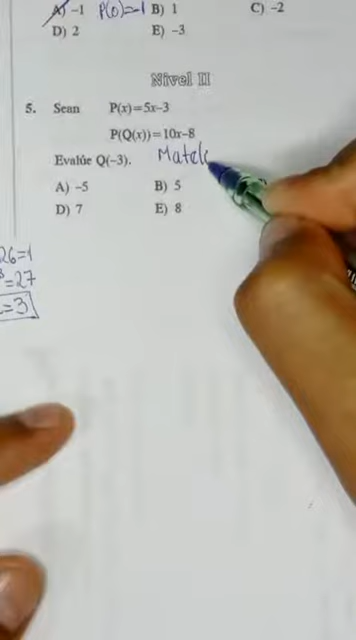 A) -1 P(0)=-1 B) 1 C) -2
D) 2 E) -3
Nivel II
5. Sean P(x)=5x-3
P(Q(x))=10x-8
Evalúe Q(-3). Matek
A) -5 B) 5
D) 7 E) 8
26=1
=27
=3